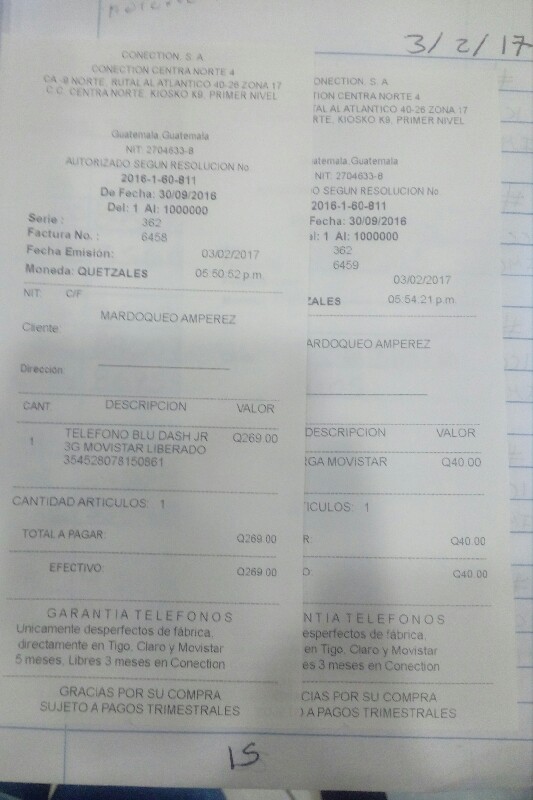 3/2/17
CONECTION, S. A.
CONECTION CENTRA NORTE 4
CA -9 NORTE, RUTAL AL ATLANTICO 40-26 ZONA 17
C.C. CENTRA NORTE, KIOSKO K9, PRIMER NIVEL
Guatemala,Guatemala
NIT: 2704633-8
AUTORIZADO SEGUN RESOLUCION No.
2016-1-60-811
De Fecha: 30/09/2016
Del: 1 Al: 1000000
Serie : 362
Factura No. : 6458
Fecha Emisión: 03/02/2017
Moneda: QUETZALES 05:50:52 p.m.
NIT: C/F
MARDOQUEO AMPEREZ
Cliente:
Dirección:
CANT. DESCRIPCION VALOR
1 TELEFONO BLU DASH JR Q269.00
3G MOVISTAR LIBERADO
354528078150861
CANTIDAD ARTICULOS: 1
TOTAL A PAGAR: Q269.00
EFECTIVO: Q269.00
GARANTIA TELEFONOS
Unicamente desperfectos de fábrica,
directamente en Tigo, Claro y Movistar
5 meses, Libres 3 meses en Conection
GRACIAS POR SU COMPRA
SUJETO A PAGOS TRIMESTRALES
ONECTION, S. A.
TION CENTRA NORTE 4
TAL AL ATLANTICO 40-26 ZONA 17
RTE, KIOSKO K9, PRIMER NIVEL
atemala,Guatemala
NIT: 2704633-8
O SEGUN RESOLUCION No.
2016-1-60-811
Fecha: 30/09/2016
el: 1 Al: 1000000
362
6459
03/02/2017
ZALES 05:54:21 p.m.
ARDOQUEO AMPEREZ
DESCRIPCION VALOR
RGA MOVISTAR Q40.00
TICULOS: 1
R: Q40.00
O: Q40.00
NTIA TELEFONOS
esperfectos de fábrica,
en Tigo, Claro y Movistar
es 3 meses en Conection
CIAS POR SU COMPRA
A PAGOS TRIMESTRALES
15